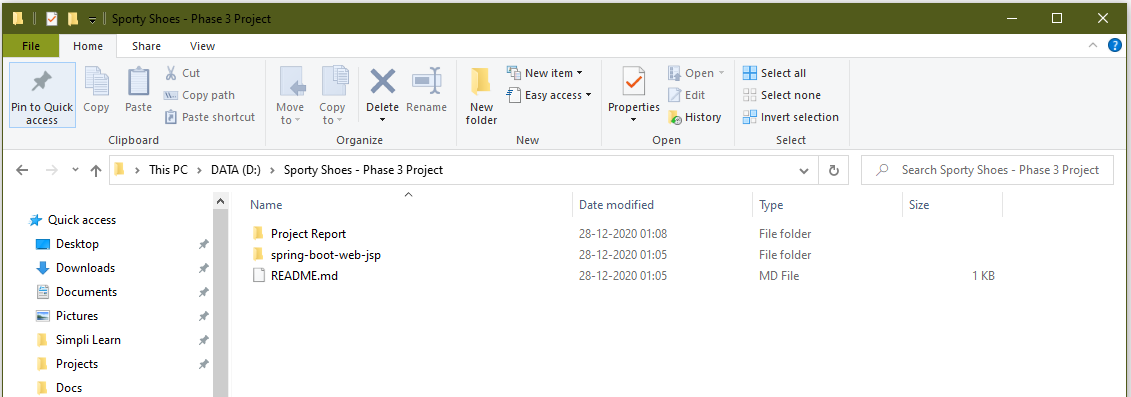 Sporty Shoes - Phase 3 Project
File Home Share View
Pin to Quick access
Copy
Paste
Cut
Copy path
Paste shortcut
Clipboard
Move to
Copy to
Delete
Rename
Organize
New folder
New item
Easy access
New
Properties
Open
Edit
History
Open
Select all
Select none
Invert selection
Select
This PC > DATA (D:) > Sporty Shoes - Phase 3 Project
Search Sporty Shoes - Phase 3 Project
Quick access
Desktop
Downloads
Documents
Pictures
Simpli Learn
Projects
Docs
Name Date modified Type Size
Project Report 28-12-2020 01:08 File folder
spring-boot-web-jsp 28-12-2020 01:05 File folder
README.md 28-12-2020 01:05 MD File 1 KB